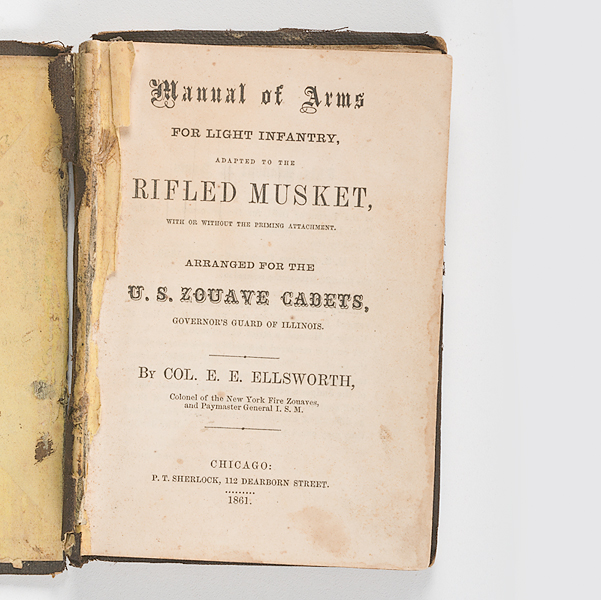 Manual of Arms
FOR LIGHT INFANTRY,
ADAPTED TO THE
RIFLED MUSKET,
WITH OR WITHOUT THE PRIMING ATTACHMENT.
ARRANGED FOR THE
U. S. ZOUAVE CADETS,
GOVERNOR'S GUARD OF ILLINOIS.
BY COL. E. E. ELLSWORTH,
Colonel of the New York Fire Zouaves,
and Paymaster General I. S. M.
CHICAGO:
P. T. SHERLOCK, 112 DEARBORN STREET.
1861.